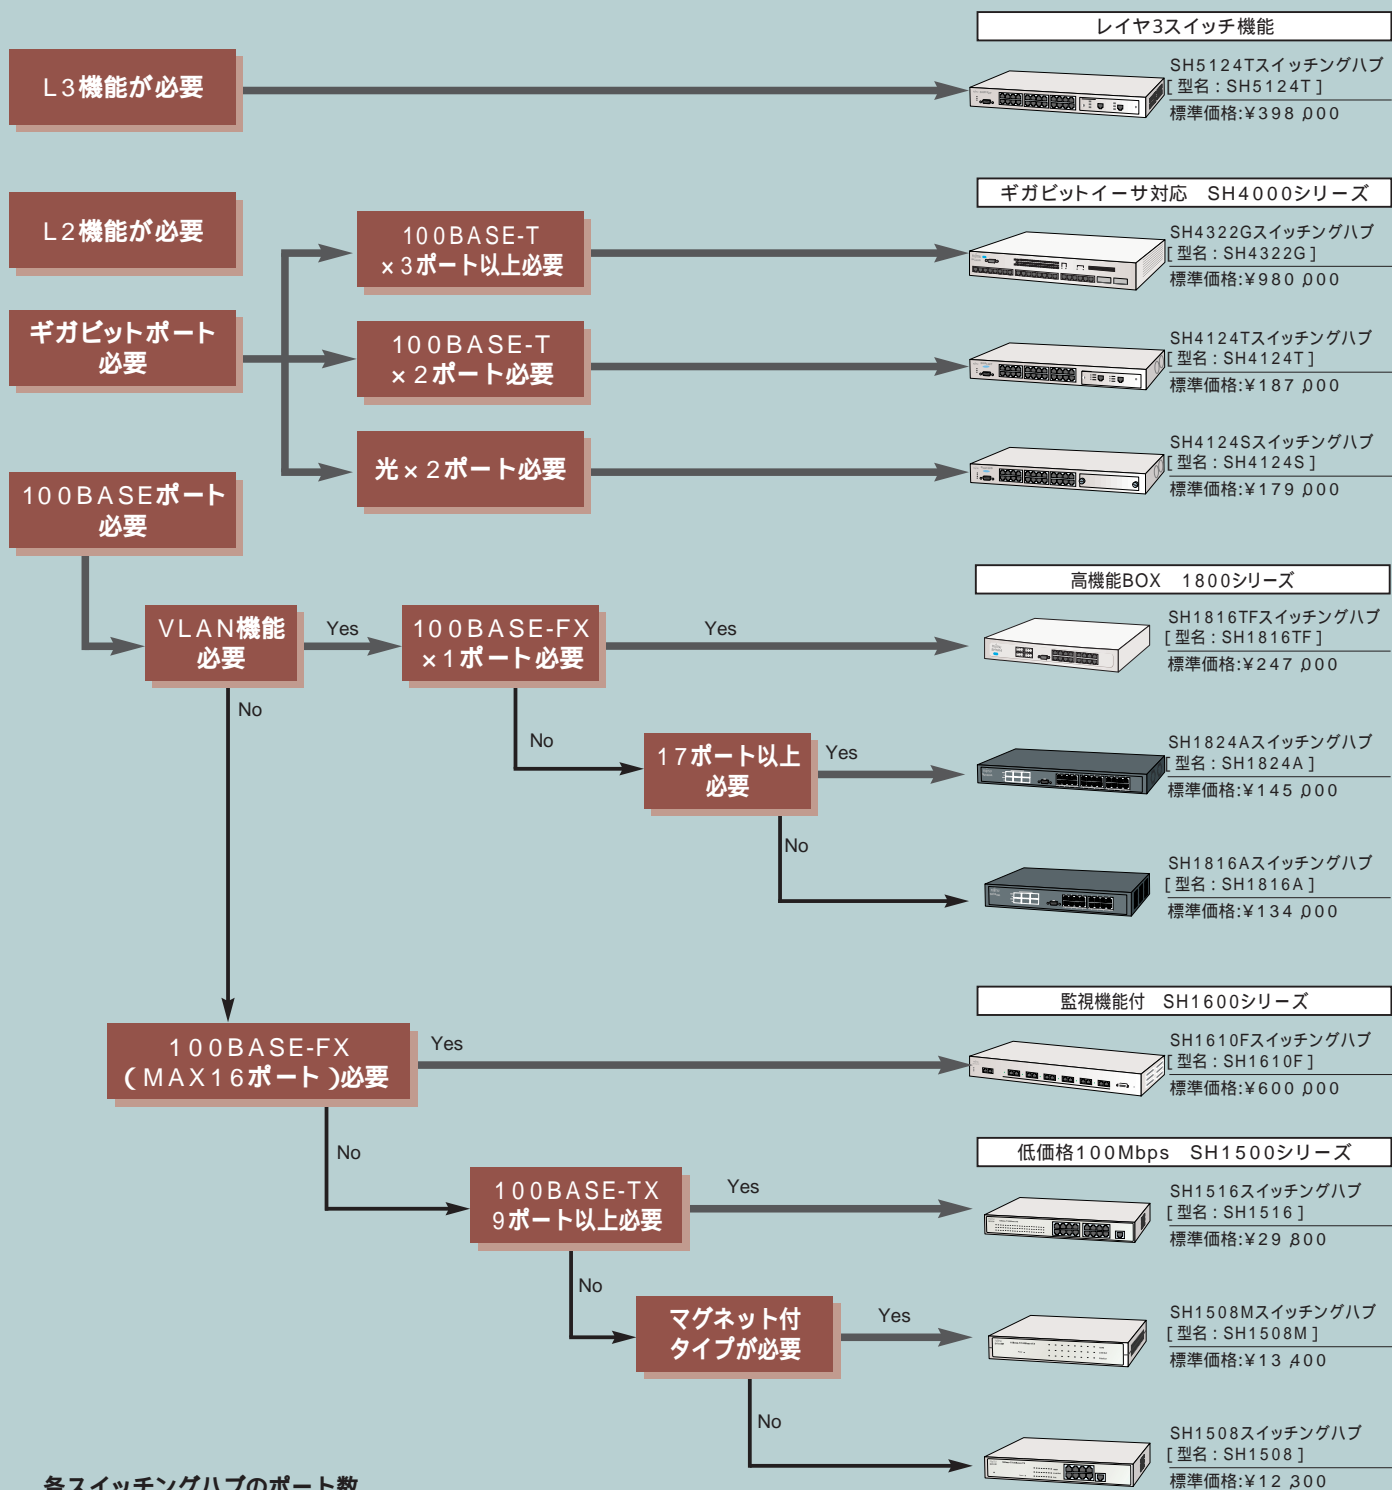 レイヤ3スイッチ機能
L3機能が必要
SH5124Tスイッチングハブ
[型名：SH5124T]
標準価格:¥398,000
L2機能が必要
ギガビットイーサ対応　SH4000シリーズ
100BASE-T
×3ポート以上必要
SH4322Gスイッチングハブ
[型名：SH4322G]
標準価格:¥980,000
ギガビットポート
必要
100BASE-T
×2ポート必要
SH4124Tスイッチングハブ
[型名：SH4124T]
標準価格:¥187,000
光×2ポート必要
SH4124Sスイッチングハブ
[型名：SH4124S]
標準価格:¥179,000
100BASEポート
必要
高機能BOX　1800シリーズ
VLAN機能
必要
Yes
100BASE-FX
×1ポート必要
Yes
SH1816TFスイッチングハブ
[型名：SH1816TF]
標準価格:¥247,000
No
No
17ポート以上
必要
Yes
SH1824Aスイッチングハブ
[型名：SH1824A]
標準価格:¥145,000
No
SH1816Aスイッチングハブ
[型名：SH1816A]
標準価格:¥134,000
監視機能付　SH1600シリーズ
100BASE-FX
(MAX16ポート)必要
Yes
SH1610Fスイッチングハブ
[型名：SH1610F]
標準価格:¥600,000
No
低価格100Mbps　SH1500シリーズ
100BASE-TX
9ポート以上必要
Yes
SH1516スイッチングハブ
[型名：SH1516]
標準価格:¥29,800
No
マグネット付
タイプが必要
Yes
SH1508Mスイッチングハブ
[型名：SH1508M]
標準価格:¥13,400
No
SH1508スイッチングハブ
[型名：SH1508]
標準価格:¥12,300
各スイッチングハブのポート数